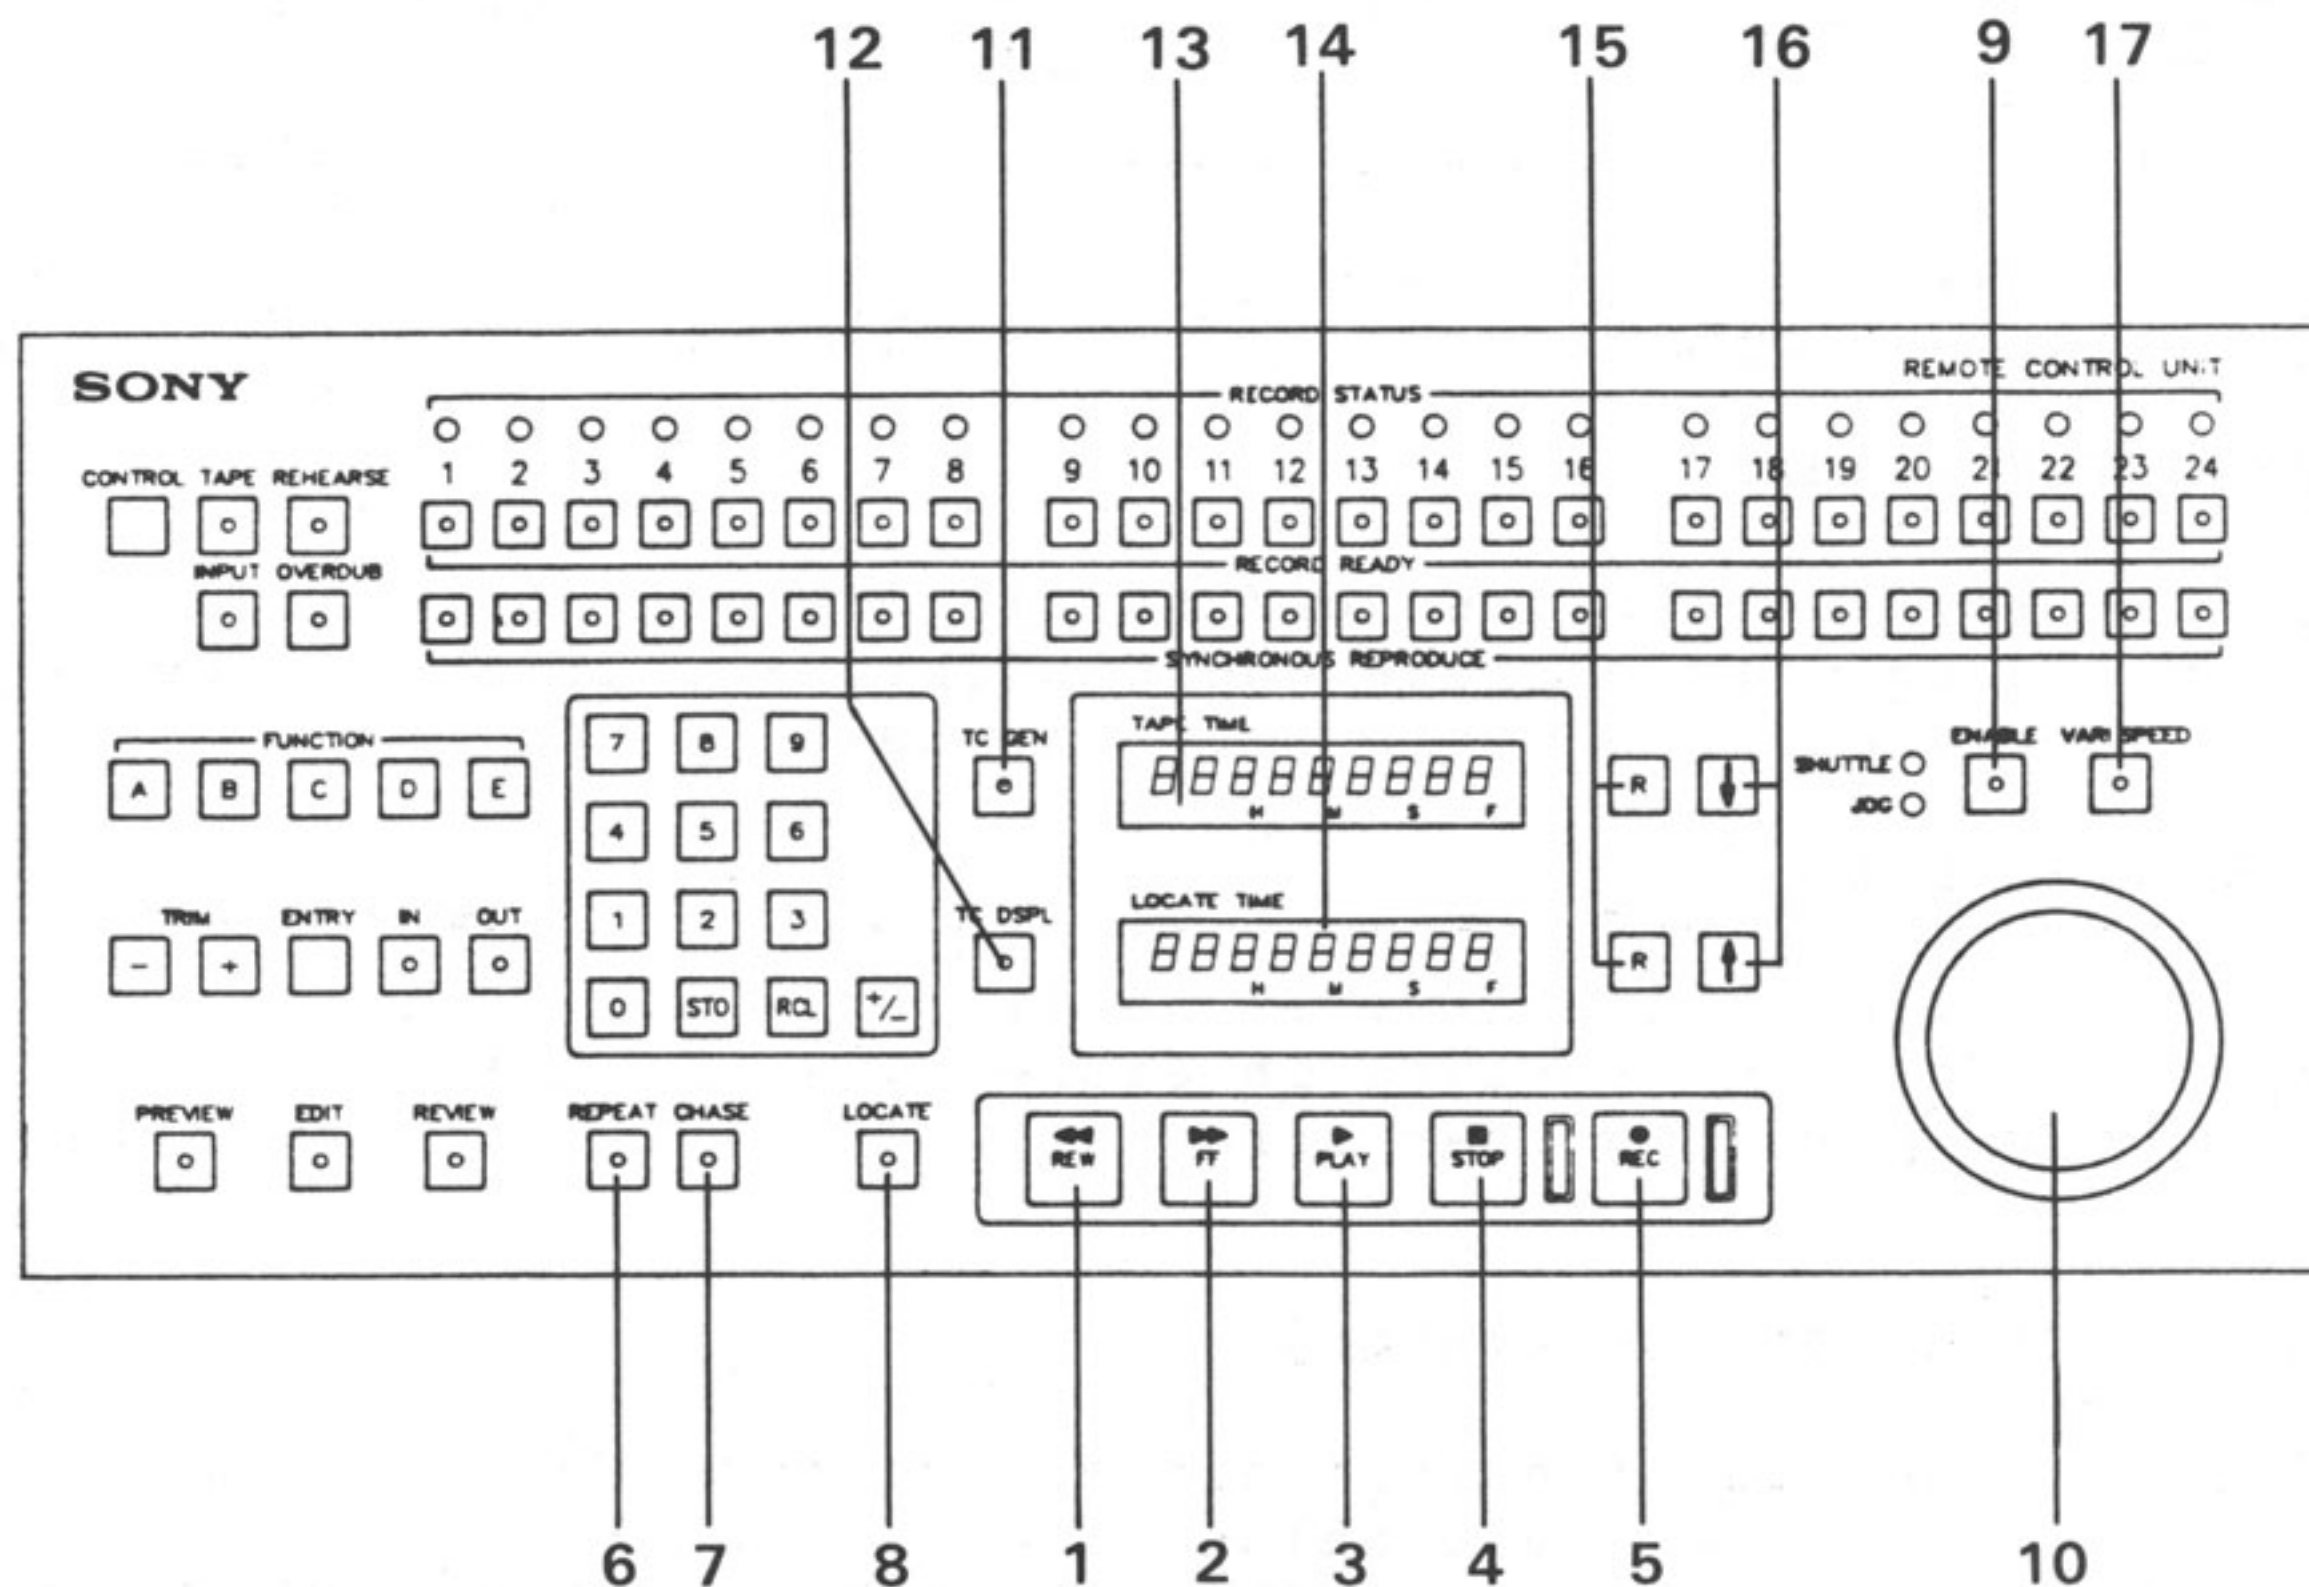 12 11 13 14 15 16 9 17
SONY
REMOTE CONTROL UNIT
RECORD STATUS
CONTROL TAPE REHEARSE
1 2 3 4 5 6 7 8 9 10 11 12 13 14 15 16 17 18 19 20 21 22 23 24
INPUT OVERDUB
RECORD READY
SYNCHRONOUS REPRODUCE
FUNCTION
A B C D E
7 8 9
TC GEN
TAPE TIME
H M S F
R
SHUTTLE
JOG
ENABLE VARI SPEED
4 5 6
TRIM ENTRY IN OUT
- +
1 2 3
TC DSPL
LOCATE TIME
H M S F
R
0 STO RCL +/-
PREVIEW EDIT REVIEW REPEAT CHASE LOCATE
REW FF PLAY STOP REC
6 7 8 1 2 3 4 5 10